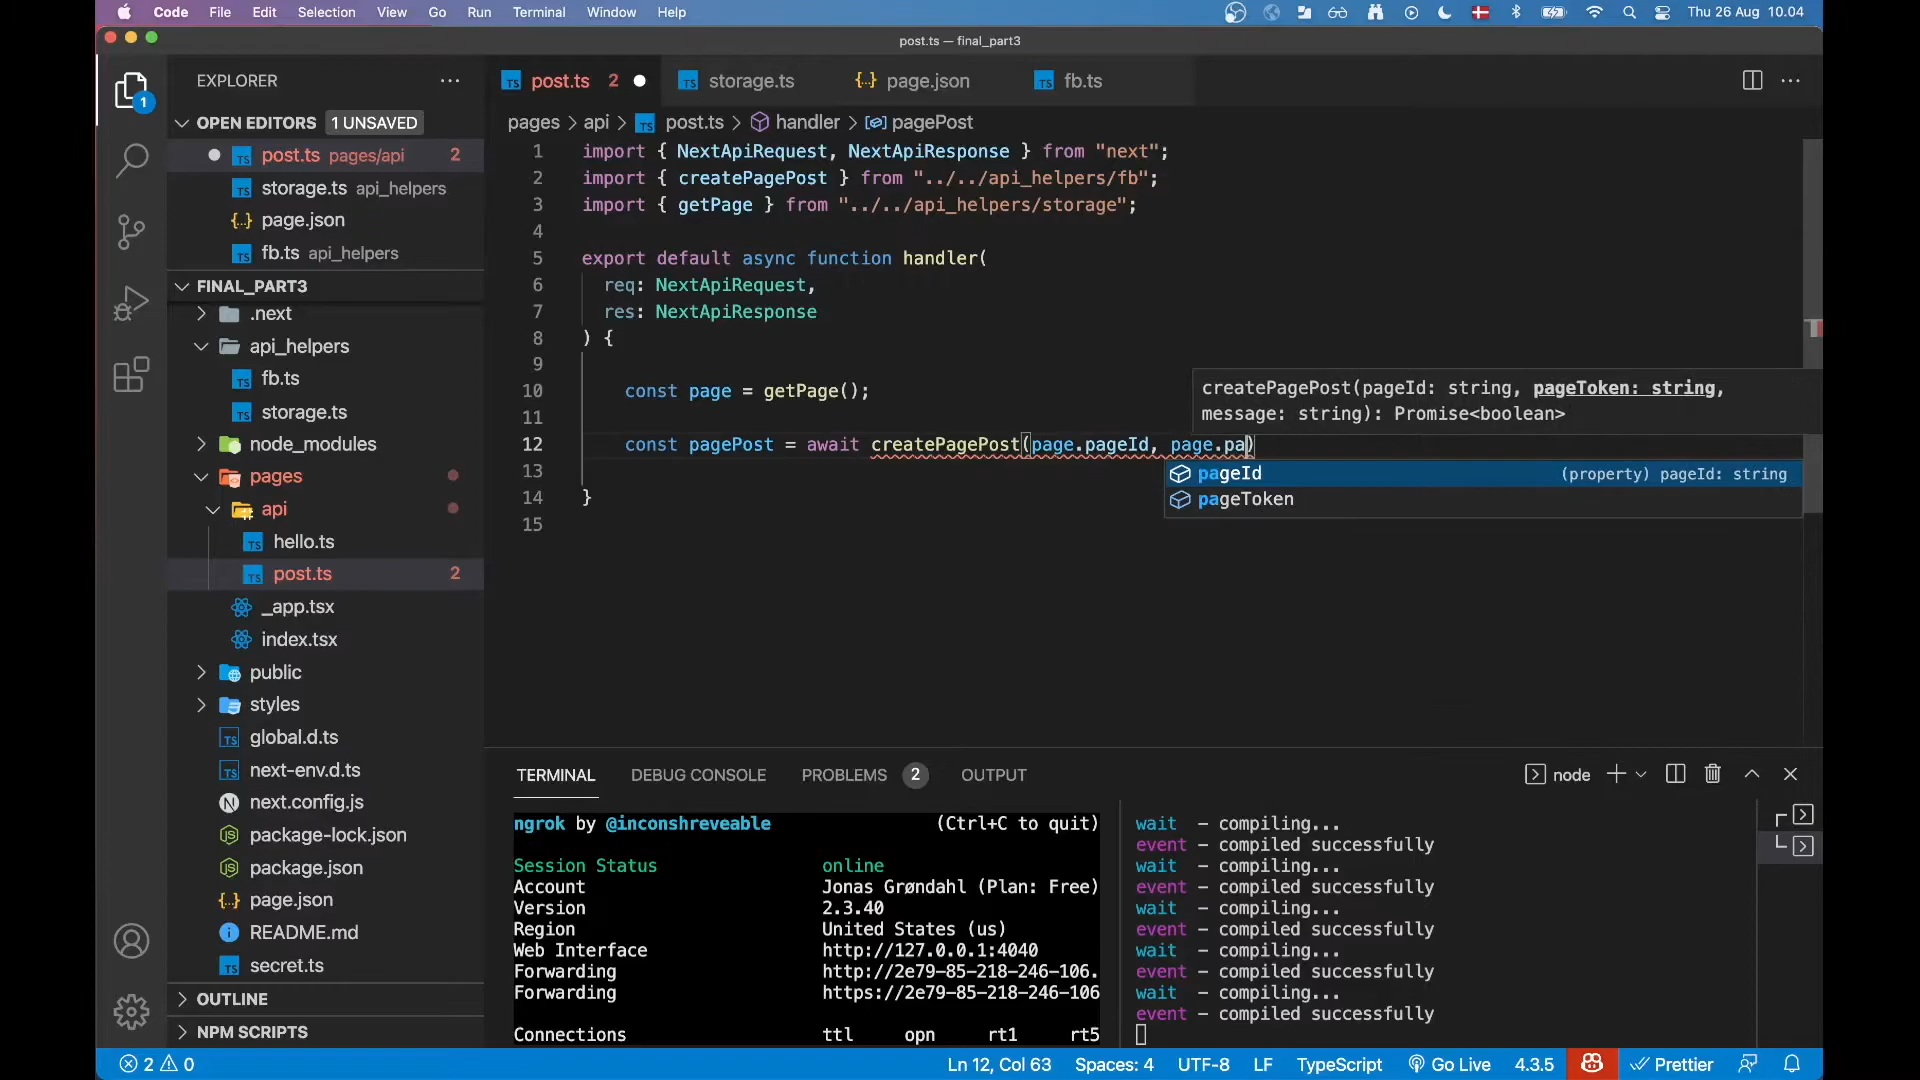 Code File Edit Selection View Go Run Terminal Window Help Thu 26 Aug 10.04
post.ts — final_part3
EXPLORER
post.ts 2
storage.ts
page.json
fb.ts
OPEN EDITORS 1 UNSAVED
post.ts pages/api 2
storage.ts api_helpers
page.json
fb.ts api_helpers
FINAL_PART3
.next
api_helpers
fb.ts
storage.ts
node_modules
pages
api
hello.ts
post.ts 2
_app.tsx
index.tsx
public
styles
global.d.ts
next-env.d.ts
next.config.js
package-lock.json
package.json
page.json
README.md
secret.ts
OUTLINE
NPM SCRIPTS
1
pages > api > post.ts > handler > pagePost
1 import { NextApiRequest, NextApiResponse } from "next";
2 import { createPagePost } from "../../api_helpers/fb";
3 import { getPage } from "../../api_helpers/storage";
4
5 export default async function handler(
6 req: NextApiRequest,
7 res: NextApiResponse
8 ) {
9
10 const page = getPage();
11
12 const pagePost = await createPagePost(page.pageId, page.pa)
13
14 }
15
createPagePost(pageId: string, pageToken: string,
message: string): Promise<boolean>
pageId (property) pageId: string
pageToken
TERMINAL DEBUG CONSOLE PROBLEMS 2 OUTPUT node
ngrok by @inconshreveable (Ctrl+C to quit)
Session Status online
Account Jonas Grøndahl (Plan: Free)
Version 2.3.40
Region United States (us)
Web Interface http://127.0.0.1:4040
Forwarding http://2e79-85-218-246-106.
Forwarding https://2e79-85-218-246-106
Connections ttl opn rt1 rt5
wait - compiling...
event - compiled successfully
wait - compiling...
event - compiled successfully
wait - compiling...
event - compiled successfully
wait - compiling...
event - compiled successfully
wait - compiling...
event - compiled successfully
2 0 Ln 12, Col 63 Spaces: 4 UTF-8 LF TypeScript Go Live 4.3.5 Prettier